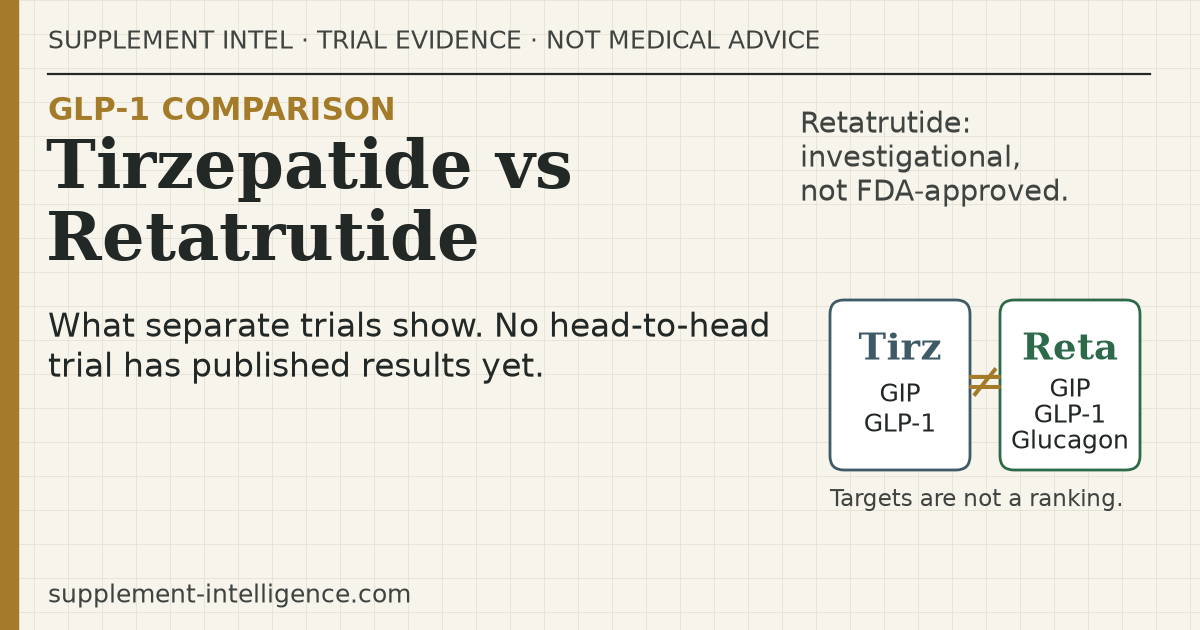 SUPPLEMENT INTEL · TRIAL EVIDENCE · NOT MEDICAL ADVICE
GLP-1 COMPARISON
Tirzepatide vs
Retatrutide
What separate trials show. No head-to-head
trial has published results yet.
Retatrutide:
investigational,
not FDA-approved.
Tirz
GIP
GLP-1
≠
Reta
GIP
GLP-1
Glucagon
Targets are not a ranking.
supplement-intelligence.com